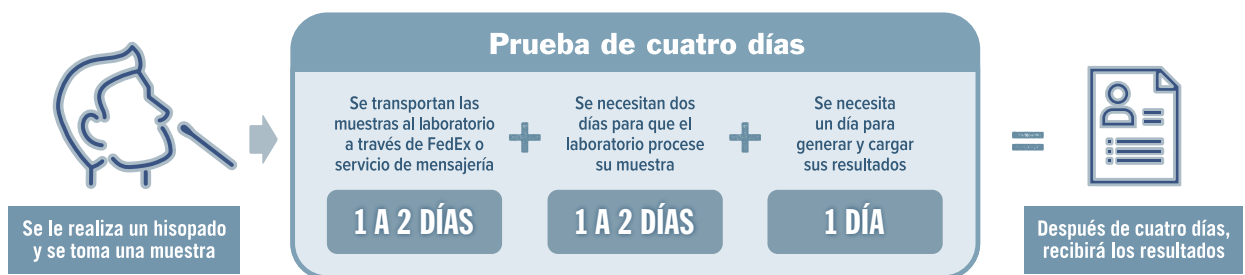 Prueba de cuatro días
Se transportan las
muestras al laboratorio
a través de FedEx o
servicio de mensajería
1 A 2 DÍAS
Se necesitan dos
días para que el
laboratorio procese
su muestra
1 A 2 DÍAS
Se necesita
un día para
generar y cargar
sus resultados
1 DÍA
Se le realiza un hisopado
y se toma una muestra
Después de cuatro días,
recibirá los resultados